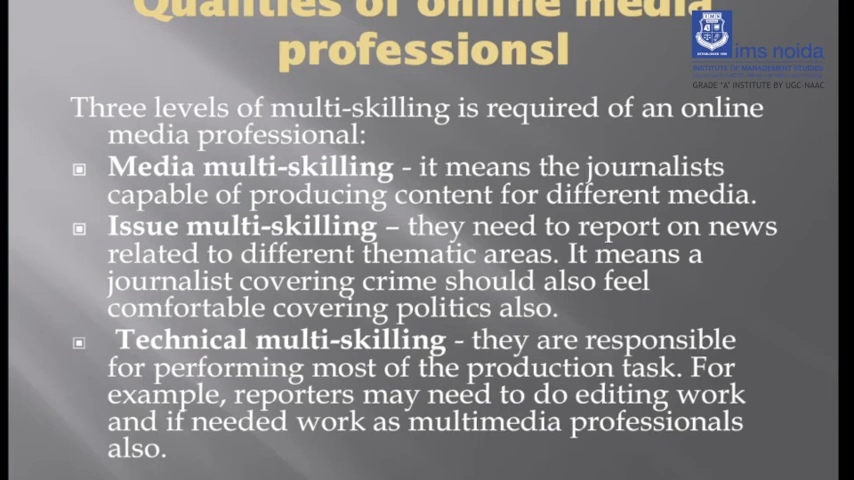 Qualities of online media
professionsl
ims noida
INSTITUTE OF MANAGEMENT STUDIES
GRADE "A" INSTITUTE BY UGC-NAAC
Three levels of multi-skilling is required of an online
media professional:
Media multi-skilling - it means the journalists
capable of producing content for different media.
Issue multi-skilling – they need to report on news
related to different thematic areas. It means a
journalist covering crime should also feel
comfortable covering politics also.
Technical multi-skilling - they are responsible
for performing most of the production task. For
example, reporters may need to do editing work
and if needed work as multimedia professionals
also.